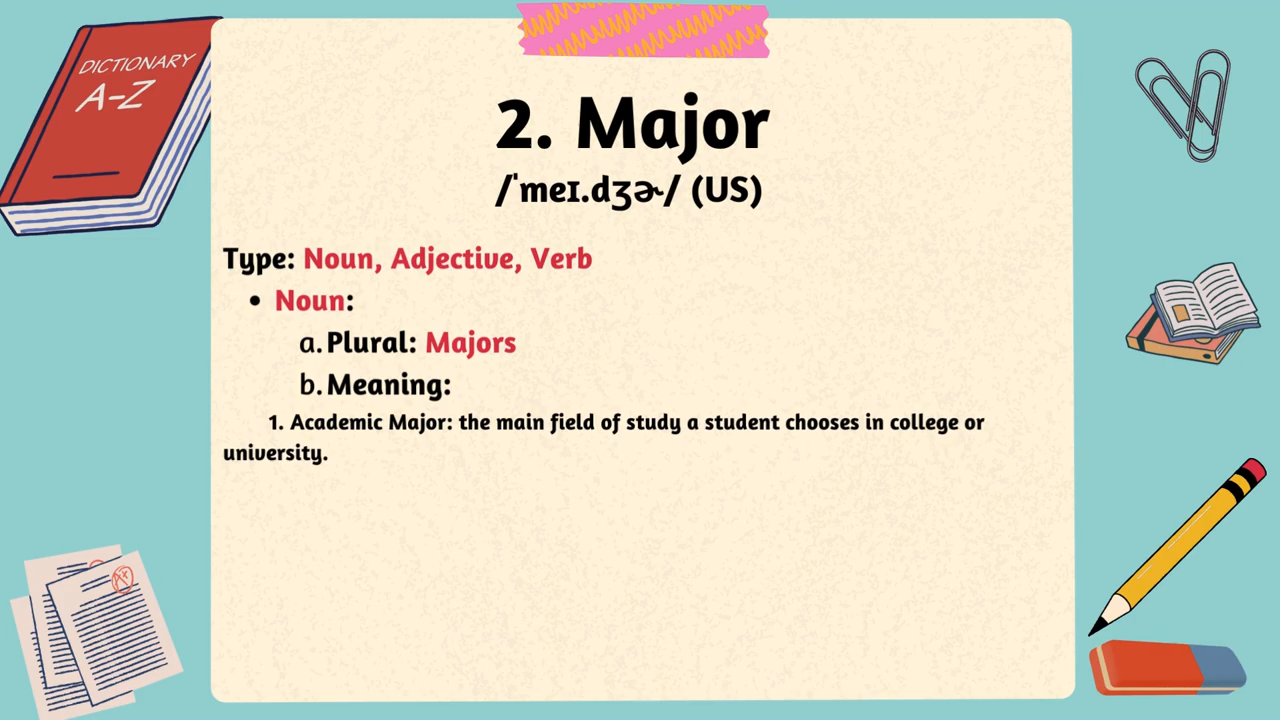 DICTIONARY
A-Z
2. Major
/ˈmeɪ.dʒɚ/ (US)
Type: Noun, Adjective, Verb
• Noun:
a. Plural: Majors
b. Meaning:
1. Academic Major: the main field of study a student chooses in college or
university.
A+